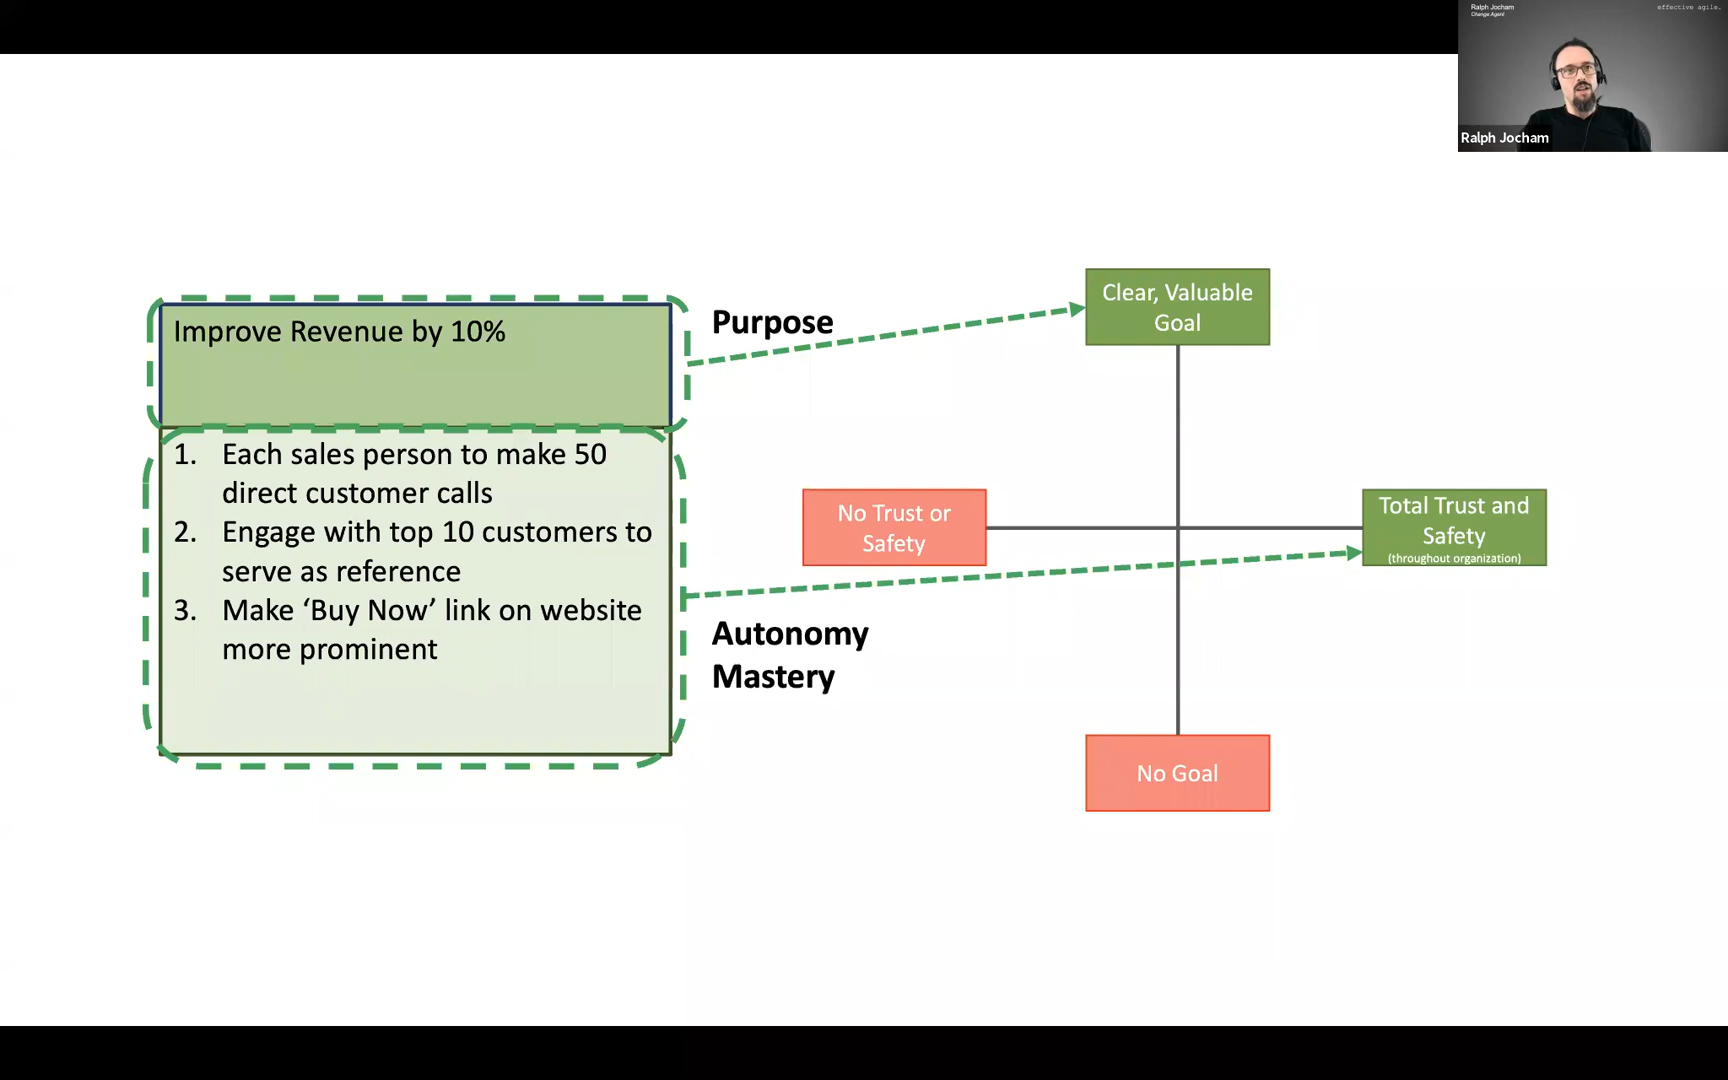 Ralph Jocham
Change Agent
effective agile.
Ralph Jocham
Improve Revenue by 10%
1. Each sales person to make 50
direct customer calls
2. Engage with top 10 customers to
serve as reference
3. Make ‘Buy Now’ link on website
more prominent
Purpose
Autonomy
Mastery
Clear, Valuable
Goal
No Trust or
Safety
Total Trust and
Safety
(throughout organization)
No Goal